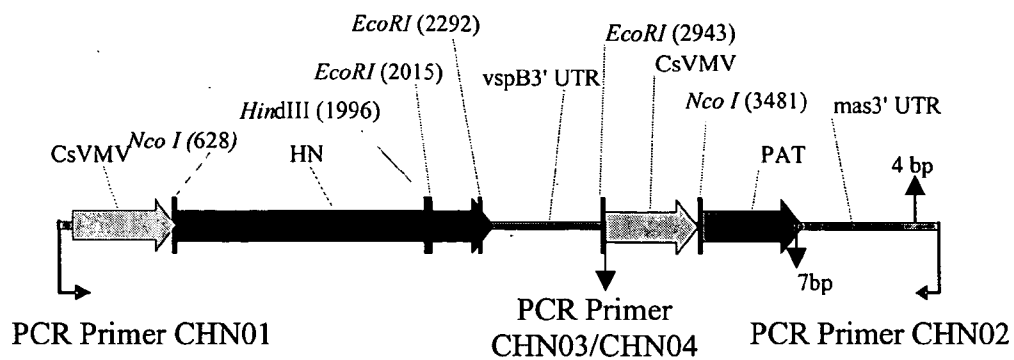 EcoRI (2292)
EcoRI (2943)
CsVMV
EcoRI (2015)
vspB3' UTR
HindIII (1996)
Nco I (3481)
mas3' UTR
CsVMV
Nco I (628)
HN
PAT
4 bp
7bp
PCR Primer CHN01
PCR Primer
CHN03/CHN04
PCR Primer CHN02